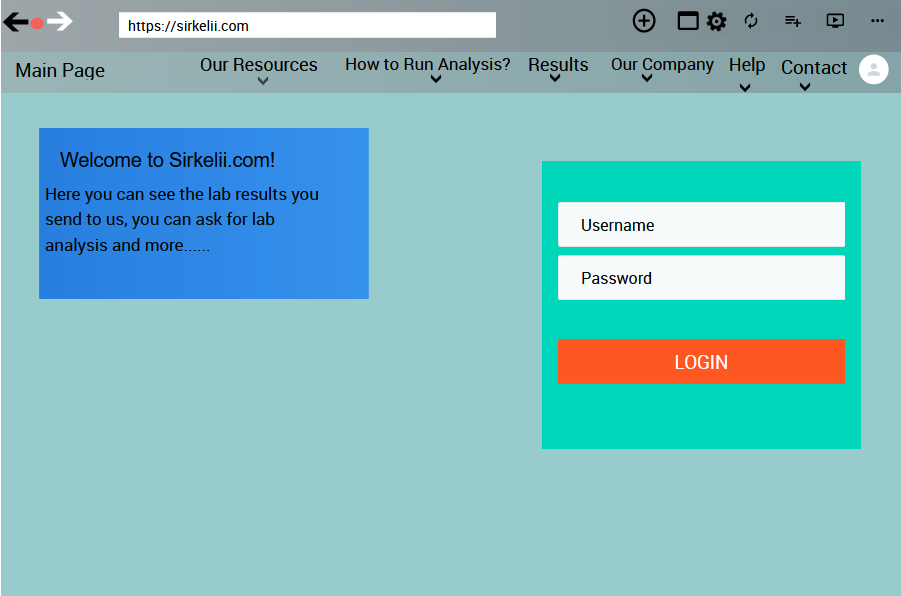 https://sirkelii.com
Main Page
Our Resources
How to Run Analysis?
Results
Our Company
Help
Contact
Welcome to Sirkelii.com!
Here you can see the lab results you
send to us, you can ask for lab
analysis and more......
Username
Password
LOGIN